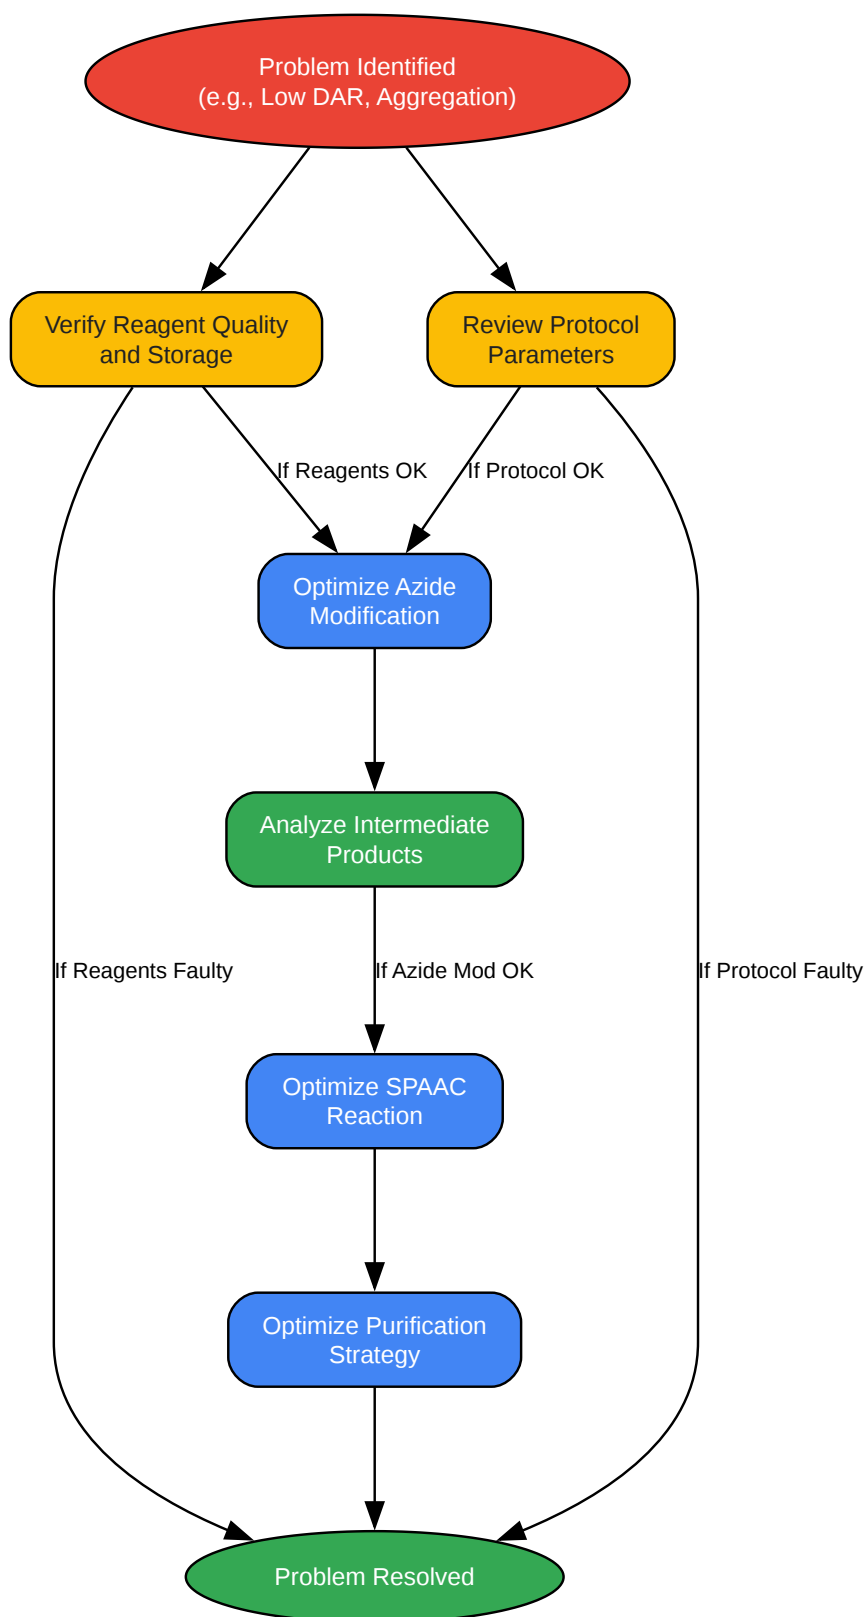 Problem Identified
(e.g., Low DAR, Aggregation)
Verify Reagent Quality
and Storage
Review Protocol
Parameters
If Reagents OK
If Protocol OK
Optimize Azide
Modification
Analyze Intermediate
Products
If Reagents Faulty
If Azide Mod OK
If Protocol Faulty
Optimize SPAAC
Reaction
Optimize Purification
Strategy
Problem Resolved